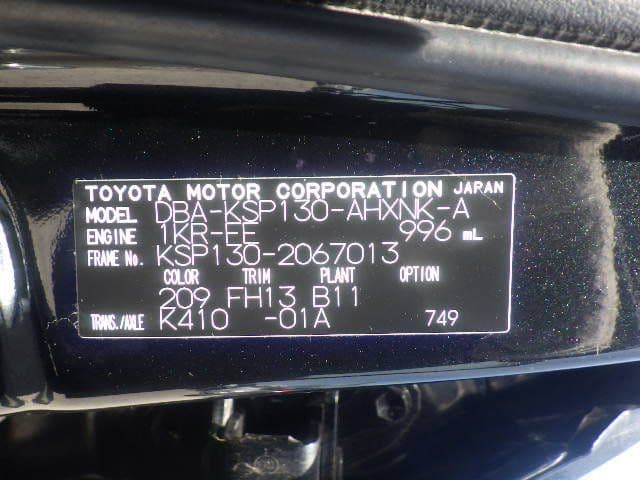 TOYOTA MOTOR CORPORATION JAPAN
MODEL DBA-KSP130-AHXNK-A
ENGINE 1KR-FE 996 mL
FRAME No. KSP130-2067013
COLOR TRIM PLANT OPTION
209 FH13 B11
TRANS./AXLE K410 -01A 749